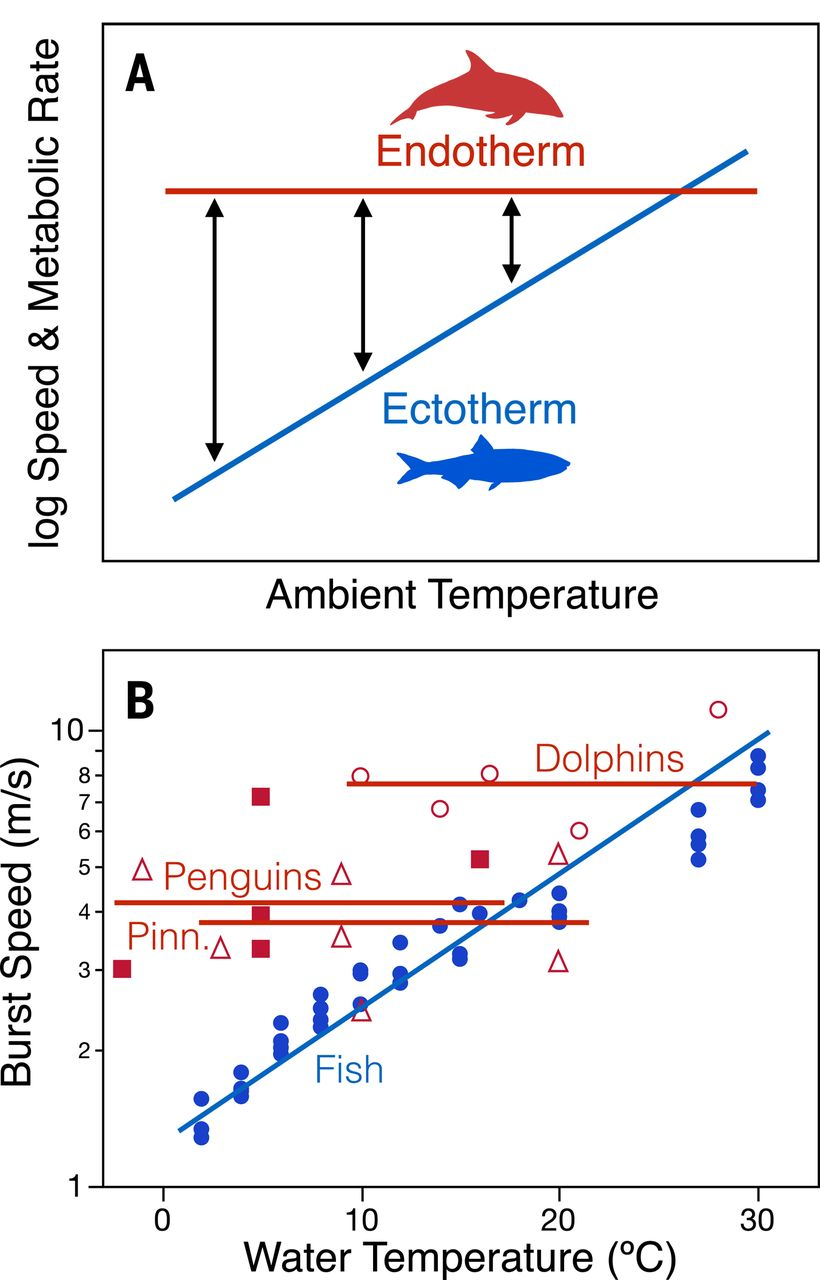 A
log Speed & Metabolic Rate
Endotherm
Ectotherm
Ambient Temperature
B
Burst Speed (m/s)
10
8
7
6
5
4
3
2
1
Dolphins
Penguins
Pinn.
Fish
0 10 20 30
Water Temperature (ºC)